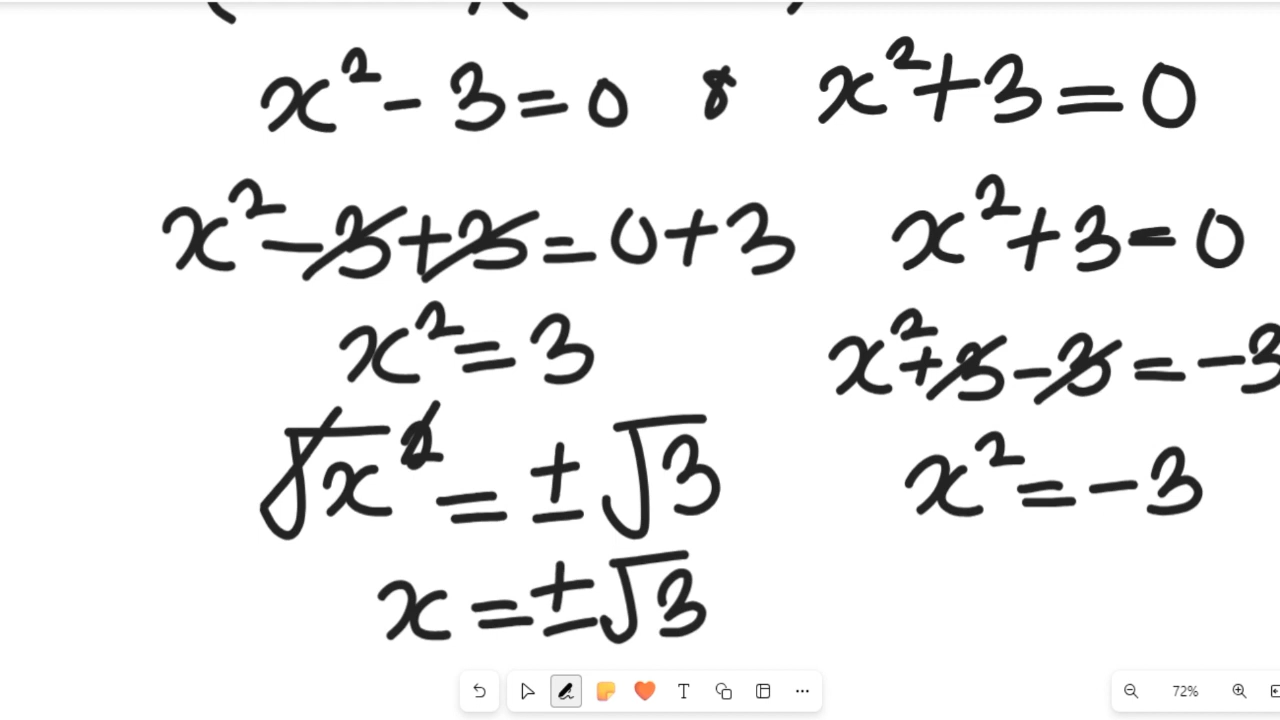 x² - 3 = 0 & x² + 3 = 0
x² - 3 + 3 = 0 + 3 x² + 3 = 0
x² = 3 x² + 3 - 3 = -3
√x² = ± √3 x² = -3
x = ± √3
T
72%